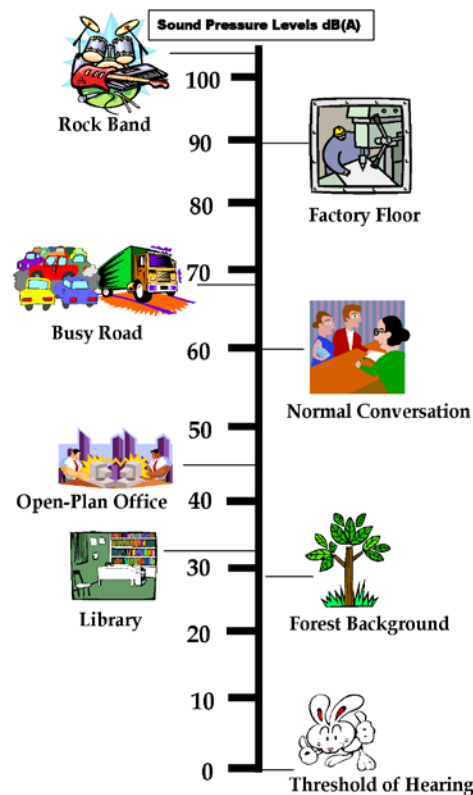 Sound Pressure Levels dB(A)
100
Rock Band
90
80
Factory Floor
70
Busy Road
60
Normal Conversation
50
Open-Plan Office
40
30
Library
Forest Background
20
10
0
Threshold of Hearing